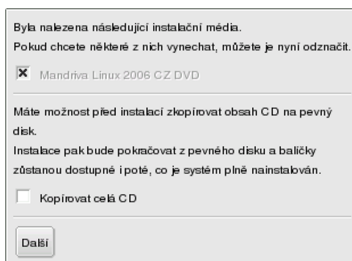 Byla nalezena následující instalační média.
Pokud chcete některé z nich vynechat, můžete je nyní odznačit.
Mandriva Linux 2006 CZ DVD
Máte možnost před instalací zkopírovat obsah CD na pevný
disk.
Instalace pak bude pokračovat z pevného disku a balíčky
zůstanou dostupné i poté, co je systém plně nainstalován.
Kopírovat celá CD
Další